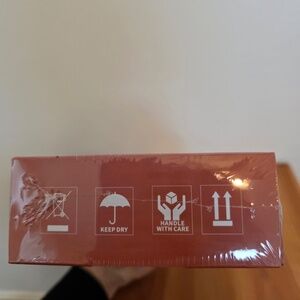 KEEP DRY
HANDLE
WITH CARE